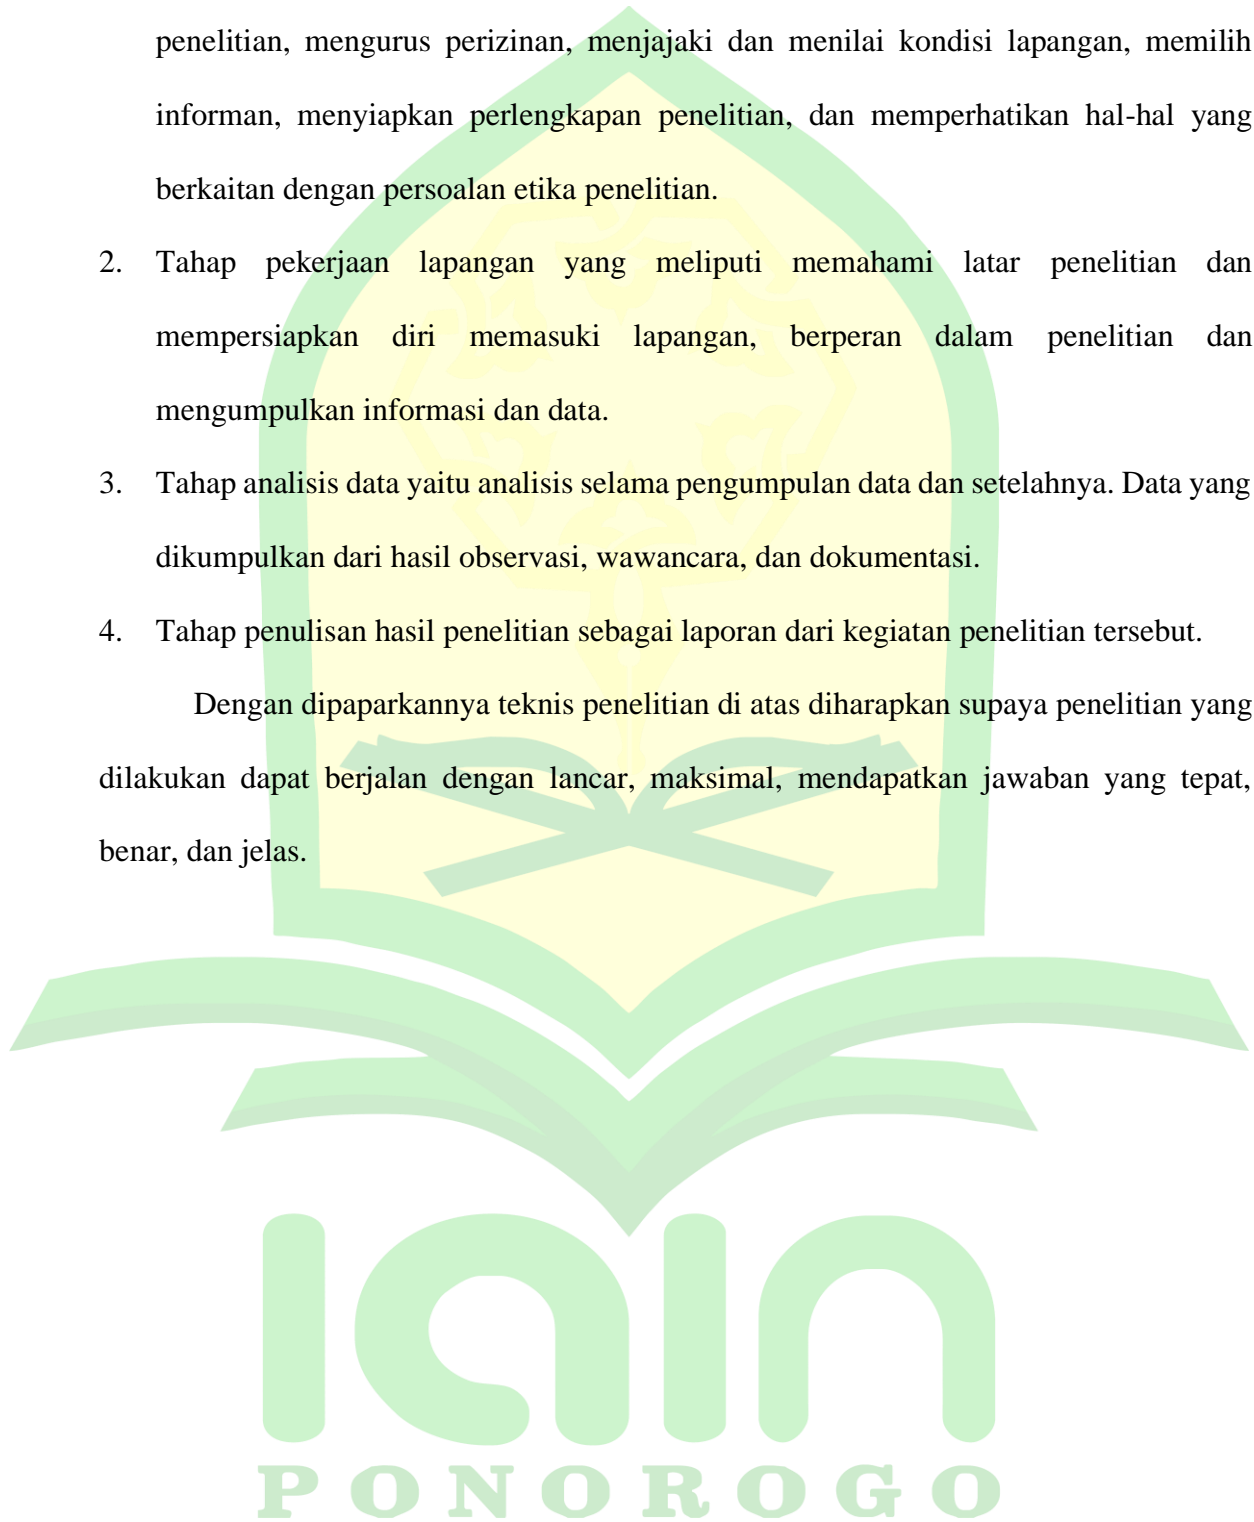 penelitian, mengurus perizinan, menjajaki dan menilai kondisi lapangan, memilih
informan, menyiapkan perlengkapan penelitian, dan memperhatikan hal-hal yang
berkaitan dengan persoalan etika penelitian.
2. Tahap pekerjaan lapangan yang meliputi memahami latar penelitian dan
mempersiapkan diri memasuki lapangan, berperan dalam penelitian dan
mengumpulkan informasi dan data.
3. Tahap analisis data yaitu analisis selama pengumpulan data dan setelahnya. Data yang
dikumpulkan dari hasil observasi, wawancara, dan dokumentasi.
4. Tahap penulisan hasil penelitian sebagai laporan dari kegiatan penelitian tersebut.
Dengan dipaparkannya teknis penelitian di atas diharapkan supaya penelitian yang
dilakukan dapat berjalan dengan lancar, maksimal, mendapatkan jawaban yang tepat,
benar, dan jelas.
iain
PONOROGO